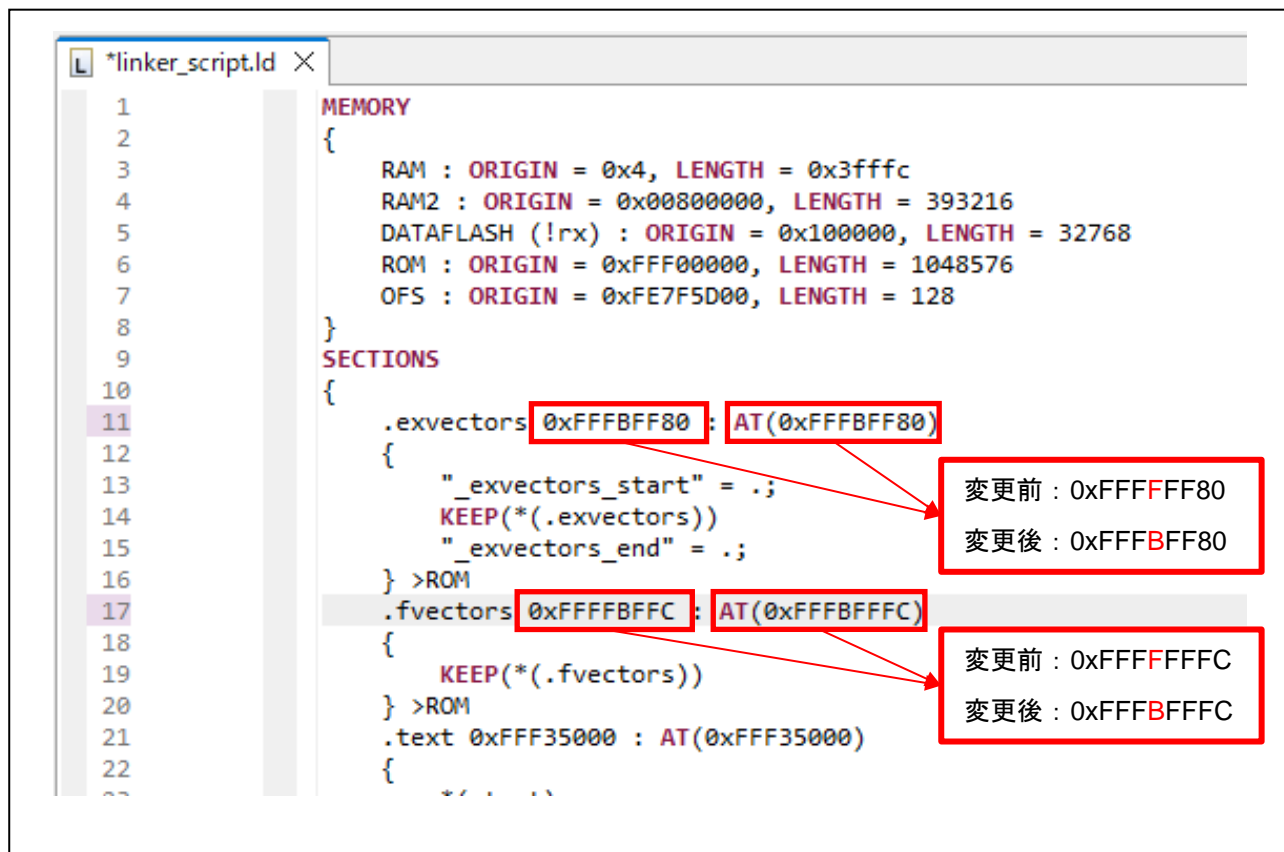 *linker_script.ld
1 MEMORY
2 {
3 RAM : ORIGIN = 0x4, LENGTH = 0x3fffc
4 RAM2 : ORIGIN = 0x00800000, LENGTH = 393216
5 DATAFLASH (!rx) : ORIGIN = 0x100000, LENGTH = 32768
6 ROM : ORIGIN = 0xFFF00000, LENGTH = 1048576
7 OFS : ORIGIN = 0xFE7F5D00, LENGTH = 128
8 }
9 SECTIONS
10 {
11 .exvectors 0xFFFBFF80 : AT(0xFFFBFF80)
12 {
13 "_exvectors_start" = .;
14 KEEP(*(.exvectors))
15 "_exvectors_end" = .;
16 } >ROM
17 .fvectors 0xFFFFBFFC : AT(0xFFFBFFFC)
18 {
19 KEEP(*(.fvectors))
20 } >ROM
21 .text 0xFFF35000 : AT(0xFFF35000)
22 {
変更前：0xFFFFFF80
変更後：0xFFFBFF80
変更前：0xFFFFFFFC
変更後：0xFFFBFFFC